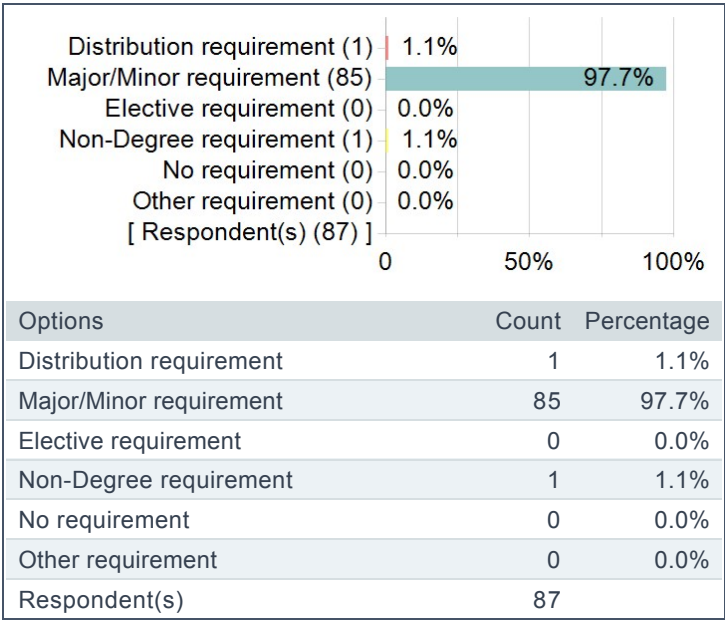 Distribution requirement (1) 1.1%
Major/Minor requirement (85) 97.7%
Elective requirement (0) 0.0%
Non-Degree requirement (1) 1.1%
No requirement (0) 0.0%
Other requirement (0) 0.0%
[ Respondent(s) (87) ]
0 50% 100%
Options Count Percentage
Distribution requirement 1 1.1%
Major/Minor requirement 85 97.7%
Elective requirement 0 0.0%
Non-Degree requirement 1 1.1%
No requirement 0 0.0%
Other requirement 0 0.0%
Respondent(s) 87